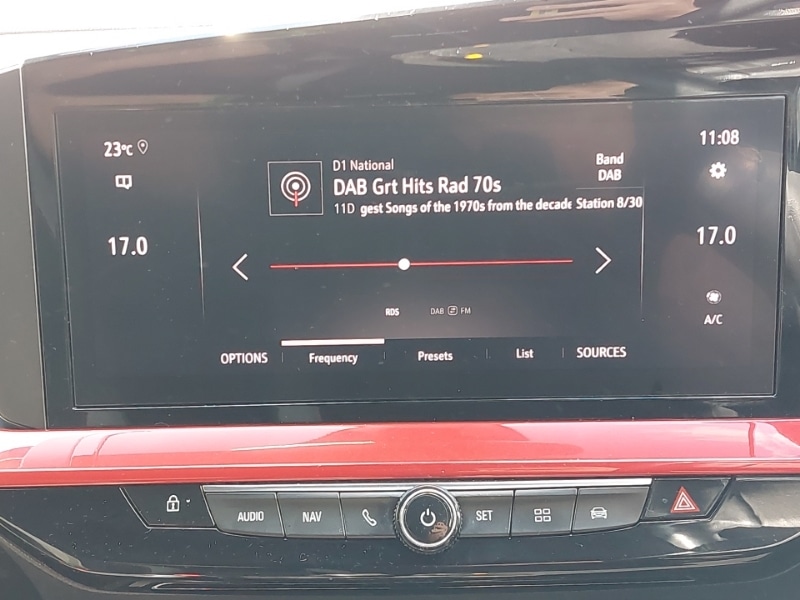 23°C
17.0
D1 National
DAB Grt Hits Rad 70s
11D gest Songs of the 1970s from the decade
Band
DAB
Station 8/30
11:08
17.0
A/C
RDS
DAB FM
OPTIONS
Frequency
Presets
List
SOURCES
AUDIO
NAV
SET